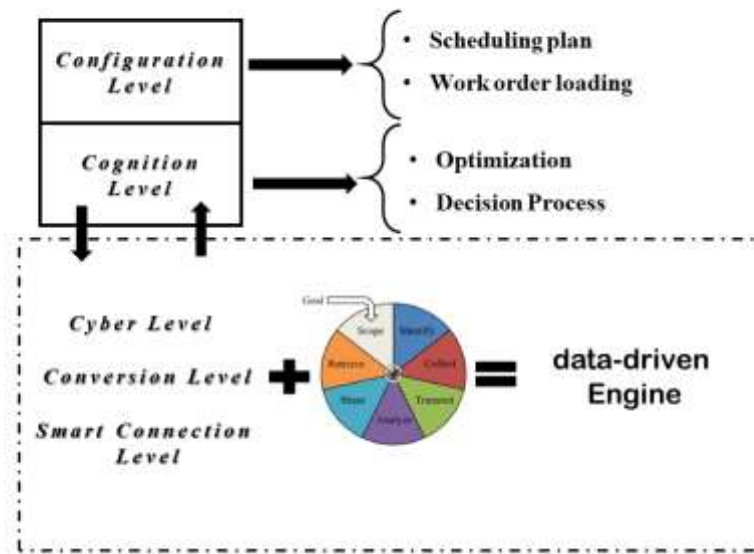 Configuration
Level
• Scheduling plan
• Work order loading
Cognition
Level
• Optimization
• Decision Process
Cyber Level
Conversion Level
Smart Connection
Level
Goal
Scope
Identify
Collect
Transmit
Analyze
Share
Retrieve
data-driven
Engine